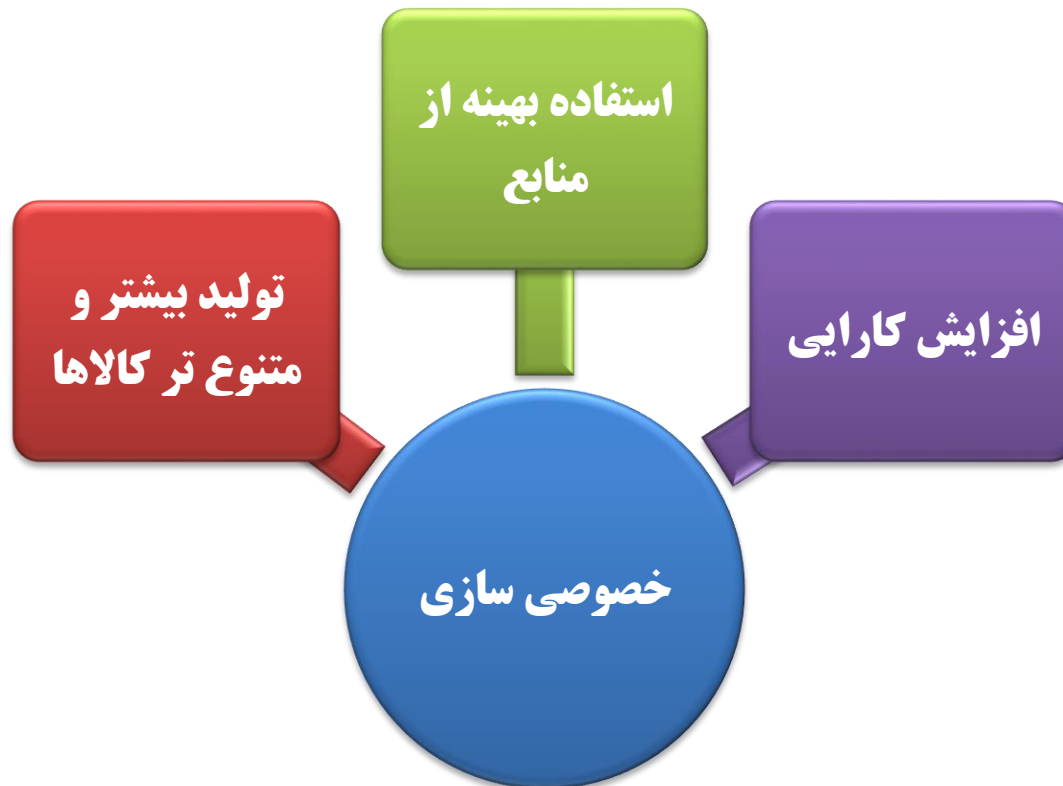 استفاده بهینه از
منابع
افزایش کارایی
تولید بیشتر و
متنوع تر کالاها
خصوصی سازی